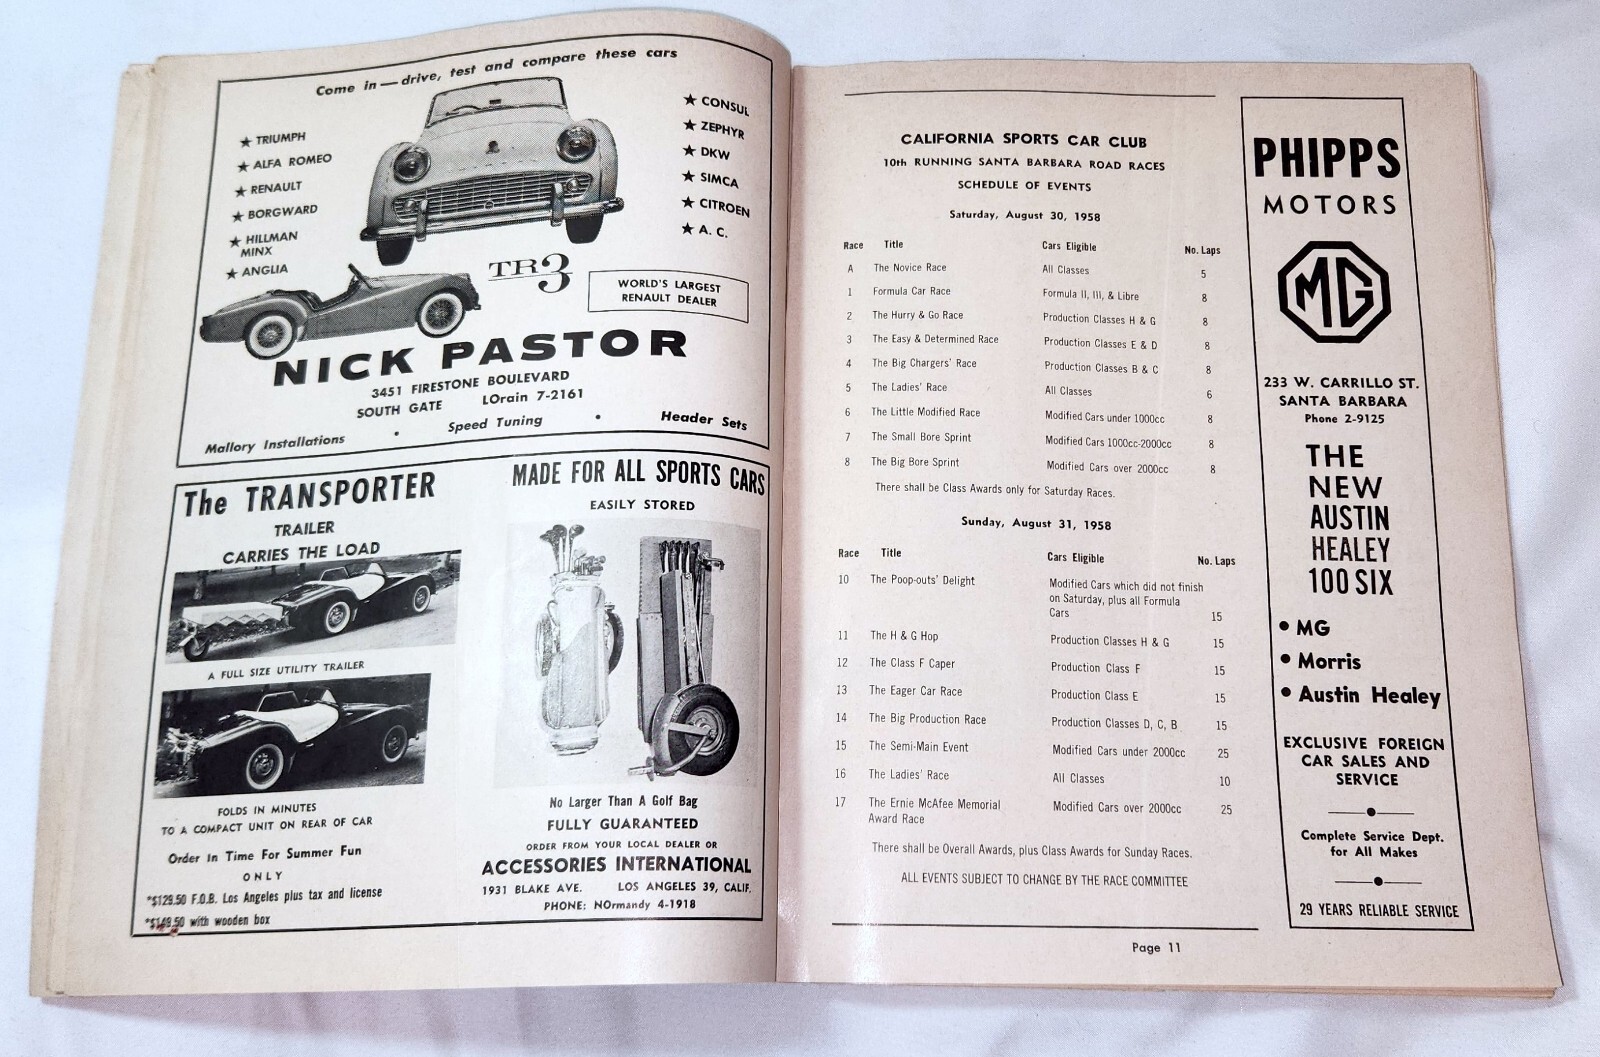 Come in — drive, test and compare these cars
★ TRIUMPH
★ ALFA ROMEO
★ RENAULT
★ BORGWARD
★ HILLMAN
MINX
★ ANGLIA
★ CONSUL
★ ZEPHYR
★ DKW
★ SIMCA
★ CITROEN
★ A. C.
TR3
WORLD'S LARGEST
RENAULT DEALER
NICK PASTOR
3451 FIRESTONE BOULEVARD
SOUTH GATE LOrain 7-2161
Mallory Installations • Speed Tuning • Header Sets
The TRANSPORTER
TRAILER
CARRIES THE LOAD
A FULL SIZE UTILITY TRAILER
FOLDS IN MINUTES
TO A COMPACT UNIT ON REAR OF CAR
Order in Time For Summer Fun
ONLY
*$129.50 F.O.B. Los Angeles plus tax and license
*$149.50 with wooden box
MADE FOR ALL SPORTS CARS
EASILY STORED
No Larger Than A Golf Bag
FULLY GUARANTEED
ORDER FROM YOUR LOCAL DEALER OR
ACCESSORIES INTERNATIONAL
1931 BLAKE AVE. LOS ANGELES 39, CALIF.
PHONE: NOrmandy 4-1918
CALIFORNIA SPORTS CAR CLUB
10th RUNNING SANTA BARBARA ROAD RACES
SCHEDULE OF EVENTS
Saturday, August 30, 1958
Race Title Cars Eligible No. Laps
A The Novice Race All Classes 5
1 Formula Car Race Formula II, III, & Libre 8
2 The Hurry & Go Race Production Classes H & G 8
3 The Easy & Determined Race Production Classes E & D 8
4 The Big Chargers' Race Production Classes B & C 8
5 The Ladies' Race All Classes 6
6 The Little Modified Race Modified Cars under 1000cc 8
7 The Small Bore Sprint Modified Cars 1000cc-2000cc 8
8 The Big Bore Sprint Modified Cars over 2000cc 8
There shall be Class Awards only for Saturday Races.
Sunday, August 31, 1958
Race Title Cars Eligible No. Laps
10 The Poop-outs' Delight Modified Cars which did not finish
on Saturday, plus all Formula
Cars 15
11 The H & G Hop Production Classes H & G 15
12 The Class F Caper Production Class F 15
13 The Eager Car Race Production Class E 15
14 The Big Production Race Production Classes D, C, B 15
15 The Semi-Main Event Modified Cars under 2000cc 25
16 The Ladies' Race All Classes 10
17 The Ernie McAfee Memorial Modified Cars over 2000cc 25
Award Race
There shall be Overall Awards, plus Class Awards for Sunday Races.
ALL EVENTS SUBJECT TO CHANGE BY THE RACE COMMITTEE
Page 11
PHIPPS
MOTORS
MG
233 W. CARRILLO ST.
SANTA BARBARA
Phone 2-9125
THE
NEW
AUSTIN
HEALEY
100 SIX
• MG
• Morris
• Austin Healey
EXCLUSIVE FOREIGN
CAR SALES AND
SERVICE
Complete Service Dept.
for All Makes
29 YEARS RELIABLE SERVICE